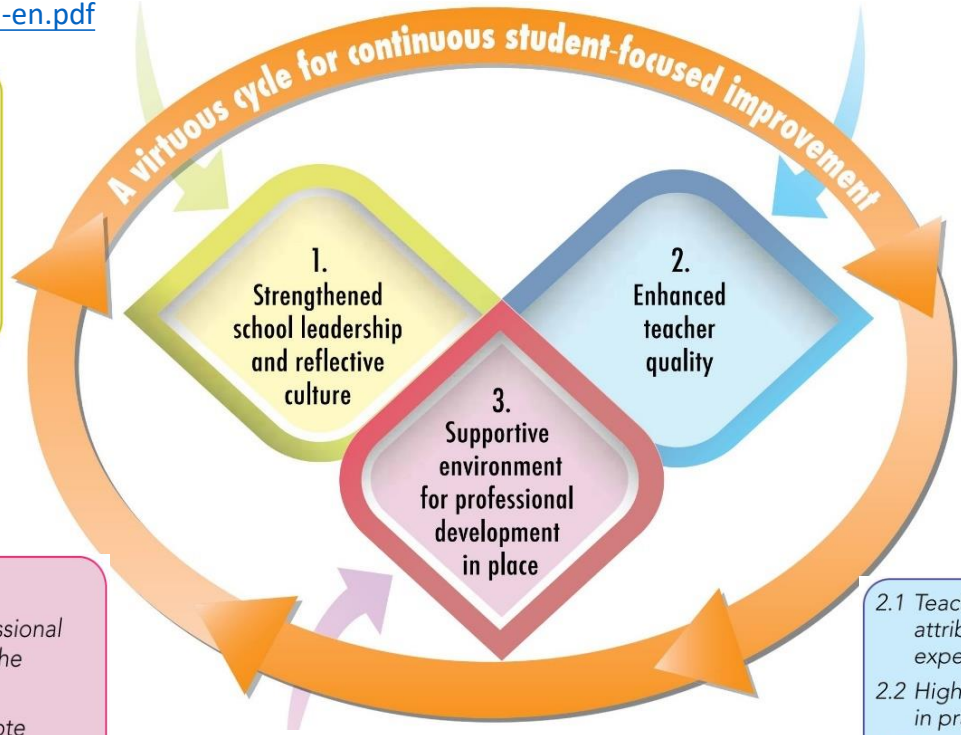 -en.pdf
A virtuous cycle for continuous student-focused improvement
1.
Strengthened
school leadership
and reflective
culture
2.
Enhanced
teacher
quality
3.
Supportive
environment
for professional
development
in place
ssional
he
ote
2.1 Teac
attrib
expe
2.2 High
in pra